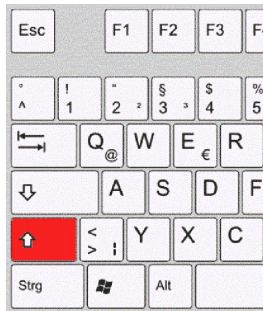 Esc F1 F2 F3 F
° ^ ! 1 " 2 ² § 3 ³ $ 4 % 5
Q @ W E € R
A S D F
< > | Y X C
Strg Alt